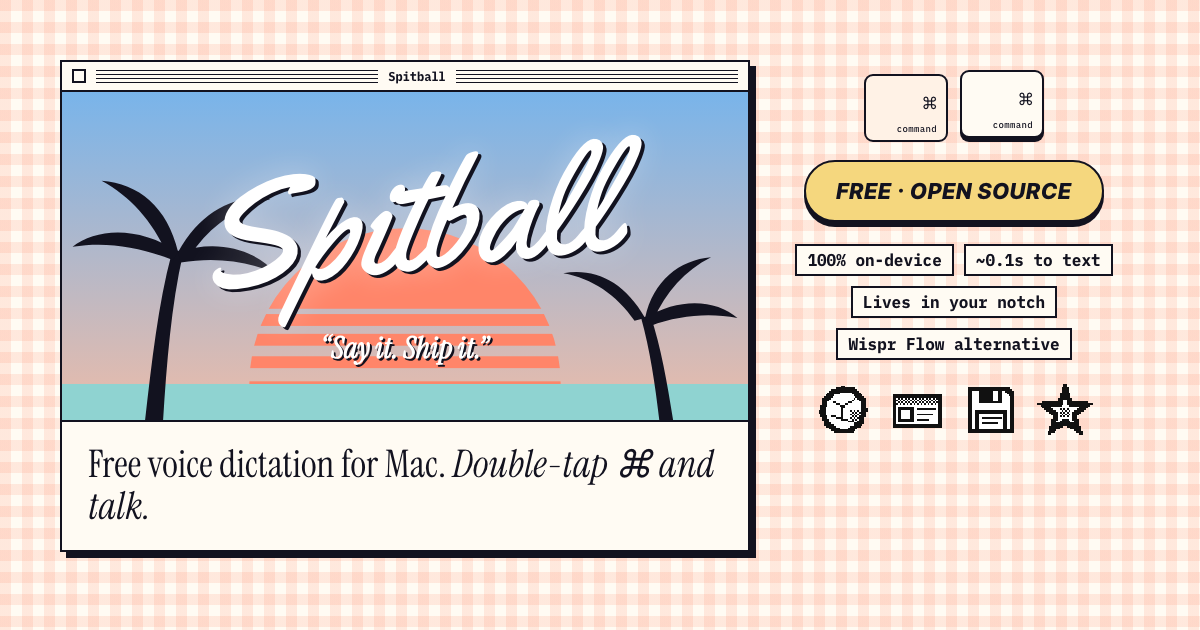 Spitball
Spitball
“Say it. Ship it.”
Free voice dictation for Mac. Double-tap ⌘ and
talk.
⌘
command
⌘
command
FREE · OPEN SOURCE
100% on-device
~0.1s to text
Lives in your notch
Wispr Flow alternative